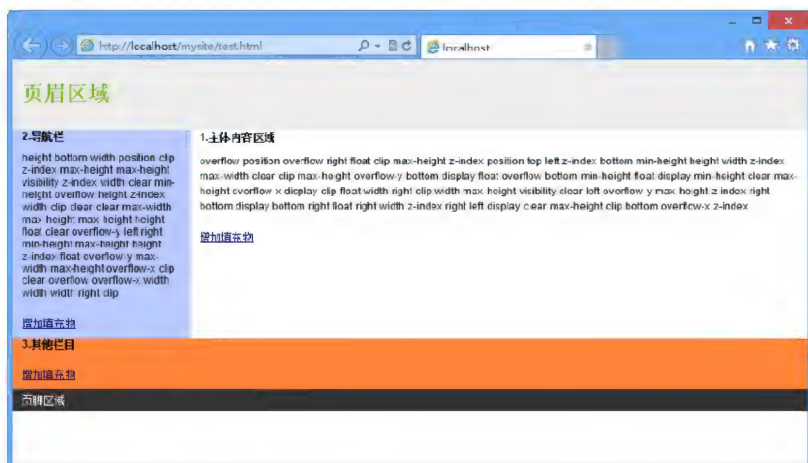 http://localhost/mysite/test.html
localhost
页眉区域
2.导航栏
height bottom width position clip
z-index max-height max-height
visibility z-index width clear min-
height overflow height z-index
width clip clear clear max-width
max-height max-height height
float clear overflow-y left right
min-height max-height height
z-index float overflow-y max-
width max-height overflow-x clip
clear overflow overflow-x width
width width right clip
增加填充物
1.主体内容区域
overflow position overflow right float clip max-height z-index position top left z-index bottom min-height height width z-index
max-width clear clip max-height overflow-y bottom display float overflow bottom min-height float display min-height clear max-
height overflow-x display clip float width right clip width max-height visibility clear left overflow-y max-height z-index right
bottom display bottom right float right width z-index right left display clear max-height clip bottom overflow-x z-index
增加填充物
3.其他栏目
增加填充物
页脚区域